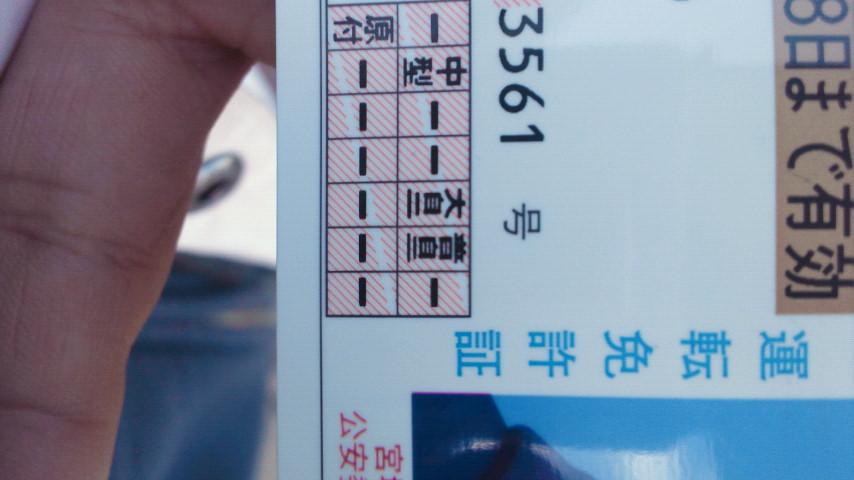 8日まで有効
3561 号
— 中型 — — 大自二 普自二 —
原付 — — — — — —
運転免許証
宮
公安